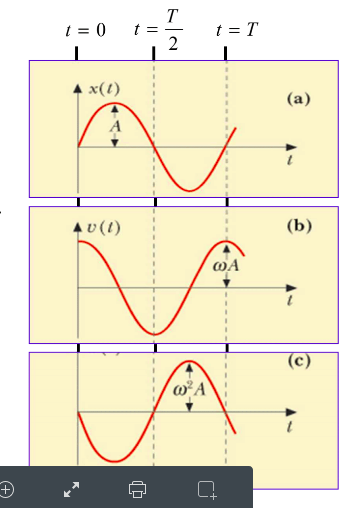 t = 0 t = T/2 t = T
x(t)
(a)
A
t
v(t)
(b)
ωA
t
(c)
ω²A
t